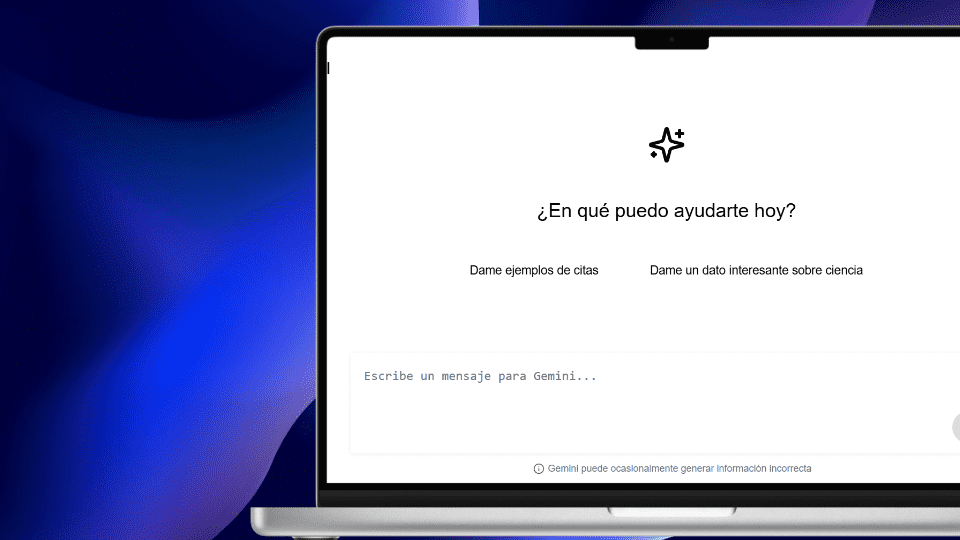 ¿En qué puedo ayudarte hoy?
Dame ejemplos de citas
Dame un dato interesante sobre ciencia
Escribe un mensaje para Gemini...
Gemini puede ocasionalmente generar información incorrecta